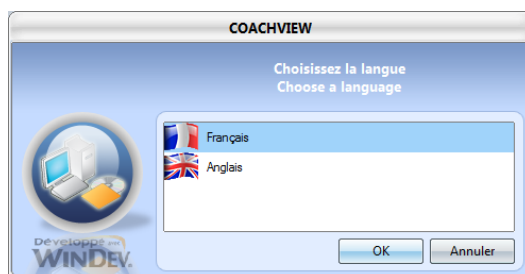 COACHVIEW
Choisissez la langue
Choose a language
Français
Anglais
Développé avec
WINDEV.
OK
Annuler